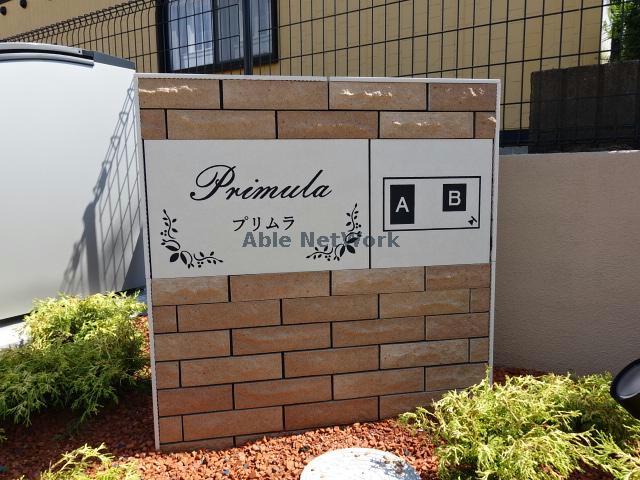 Primula
プリムラ
A B
Able NetWork